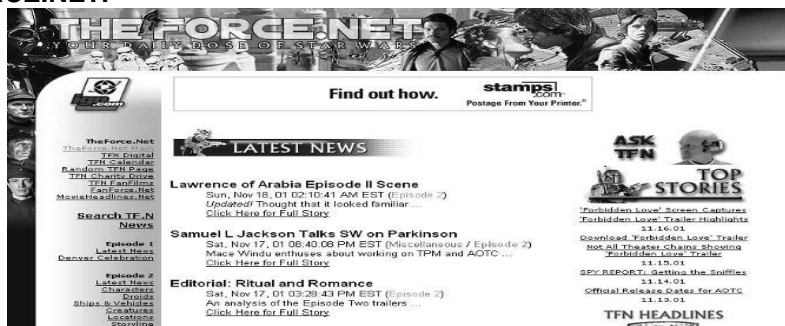 THE FORCE.NET
YOUR DAILY DOSE OF STAR WARS
.com
Find out how.
stamps.com
Postage From Your Printer.®
TheForce.Net
TheForce.Net Main
TFN Digital
TFN Calendar
Random TFN Page
TFN Charity Drive
TFN FanFilms
FanForce.Net
MovieHeadlines.Net
Search TF.N
News
Episode 1
Latest News
Denver Celebration
Episode 2
Latest News
Characters
Droids
Ships & Vehicles
Creatures
Locations
Storyline
LATEST NEWS
Lawrence of Arabia Episode II Scene
Sun, Nov 18, 01 02:10:41 AM EST (Episode 2)
Updated! Thought that it looked familiar ...
Click Here for Full Story
Samuel L Jackson Talks SW on Parkinson
Sat, Nov 17, 01 06:40:08 PM EST (Miscellaneous / Episode 2)
Mace Windu enthuses about working on TPM and AOTC ...
Click Here for Full Story
Editorial: Ritual and Romance
Sat, Nov 17, 01 03:28:43 PM EST (Episode 2)
An analysis of the Episode Two trailers ...
Click Here for Full Story
ASK
TFN
TOP
STORIES
'Forbidden Love' Screen Captures
'Forbidden Love' Trailer Highlights
11.16.01
Download 'Forbidden Love' Trailer
Not All Theater Chains Showing
'Forbidden Love' Trailer
11.15.01
SPY REPORT: Getting the Sniffles
11.14.01
Official Release Dates for AOTC
11.13.01
TFN HEADLINES